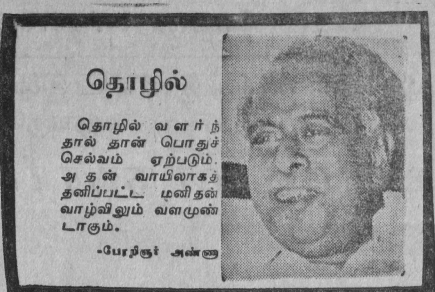 தொழில்
தொழில் வளர்ந்
தால் தான் பொதுச்
செல்வம் ஏற்படும்.
அதன் வாயிலாகத்
தனிப்பட்ட மனிதன்
வாழ்விலும் வளமுண்
டாகும்.
-பேரறிஞர் அண்ணா